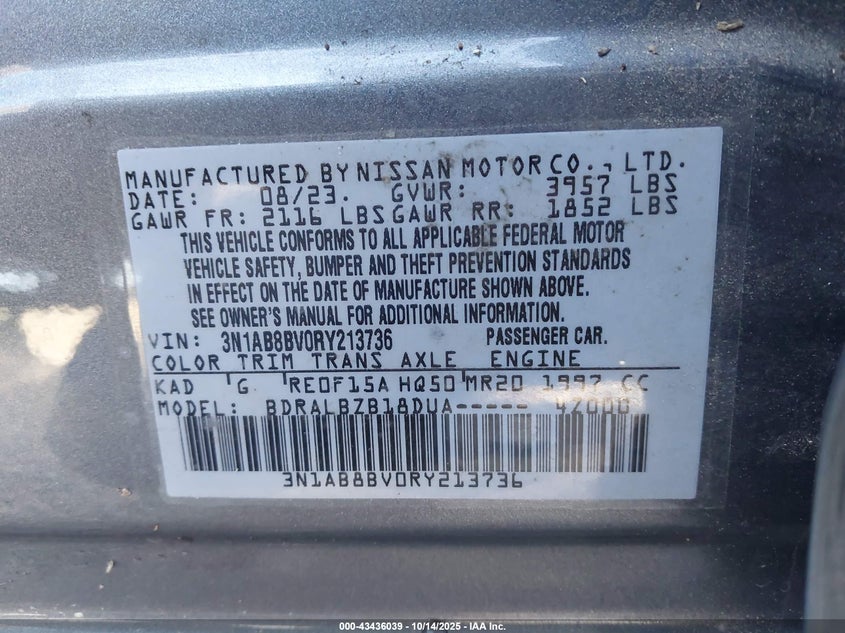 MANUFACTURED BY NISSAN MOTOR CO., LTD.
DATE: 08/23. GVWR: 3957 LBS
GAWR FR: 2116 LBS GAWR RR: 1852 LBS
THIS VEHICLE CONFORMS TO ALL APPLICABLE FEDERAL MOTOR
VEHICLE SAFETY, BUMPER AND THEFT PREVENTION STANDARDS
IN EFFECT ON THE DATE OF MANUFACTURE SHOWN ABOVE.
SEE OWNER'S MANUAL FOR ADDITIONAL INFORMATION.
VIN: 3N1AB8BV0RY213736 PASSENGER CAR.
COLOR TRIM TRANS AXLE ENGINE
KAD G RE0F15A HQ50 MR20 1997 CC
MODEL: BDRALBZB18DUA-----
3N1AB8BV0RY213736
000-43436039 - 10/14/2025 - IAA Inc.